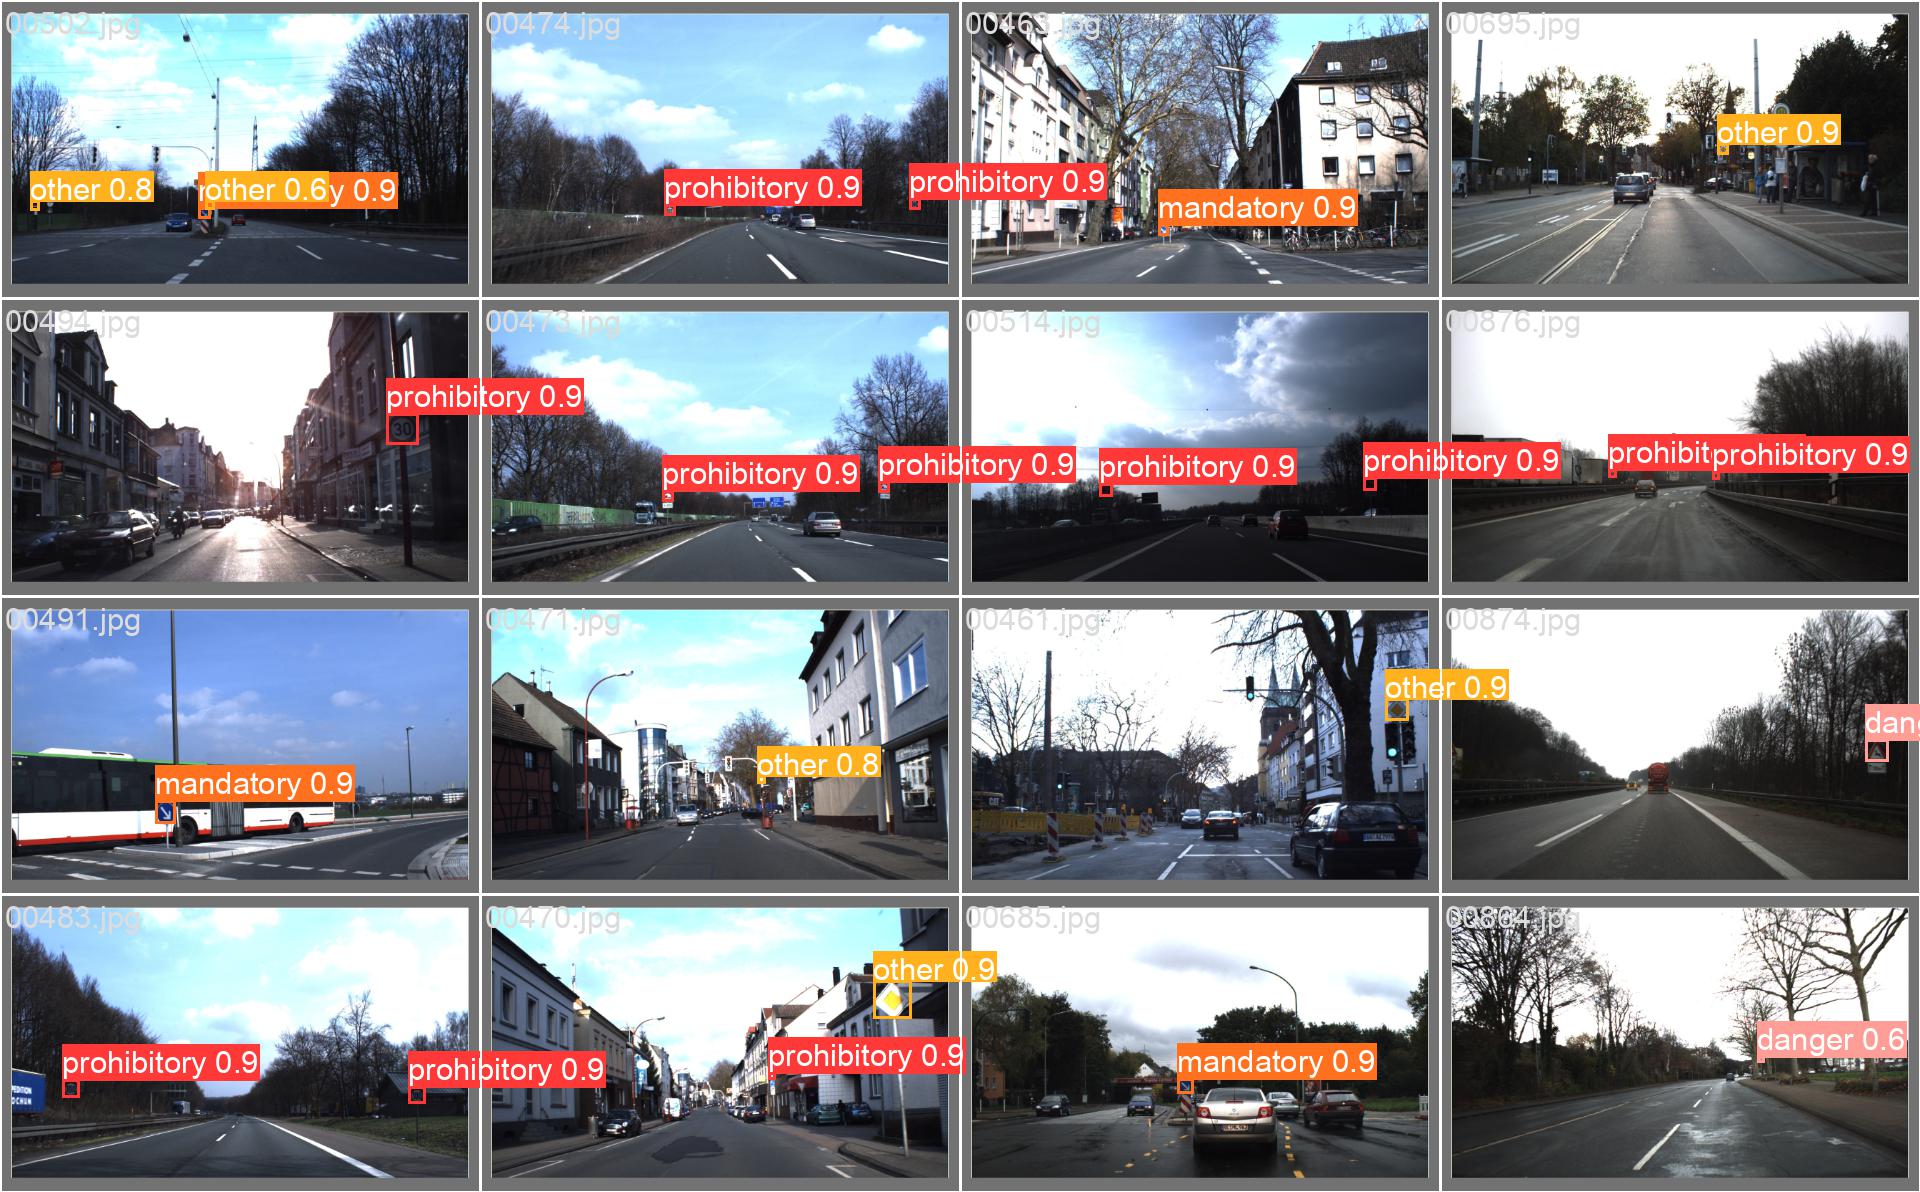 00502.jpg
other 0.8
other 0.6
y 0.9
00474.jpg
prohibitory 0.9
prohibitory 0.9
00463.jpg
mandatory 0.9
00695.jpg
other 0.9
00494.jpg
prohibitory 0.9
30
00473.jpg
prohibitory 0.9
prohibitory 0.9
00514.jpg
prohibitory 0.9
prohibitory 0.9
00876.jpg
prohibit
prohibitory 0.9
00491.jpg
mandatory 0.9
00471.jpg
other 0.8
00461.jpg
other 0.9
00874.jpg
dang
00483.jpg
prohibitory 0.9
prohibitory 0.9
00470.jpg
other 0.9
prohibitory 0.9
00685.jpg
mandatory 0.9
00864.jpg
danger 0.6